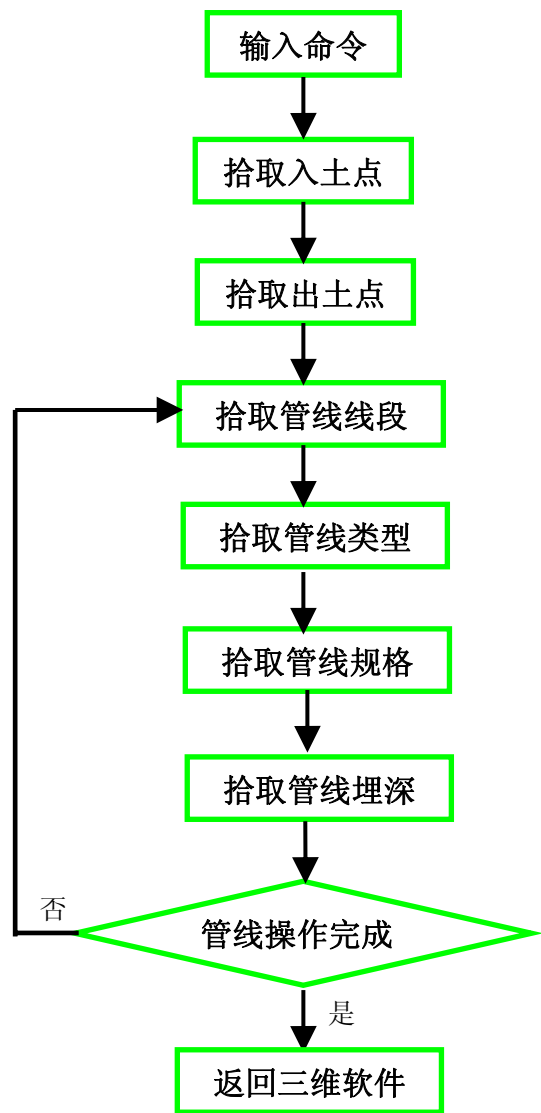 输入命令
拾取入土点
拾取出土点
拾取管线线段
拾取管线类型
拾取管线规格
拾取管线埋深
否
管线操作完成
是
返回三维软件